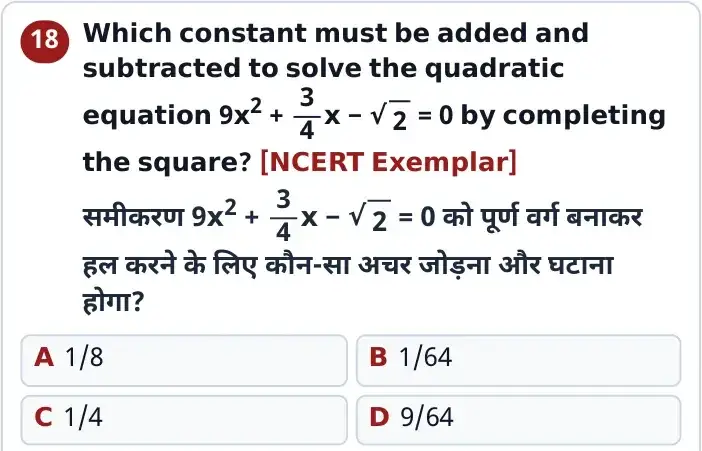 18 Which constant must be added and
subtracted to solve the quadratic
equation 9x² + 3/4 x − √2 = 0 by completing
the square? [NCERT Exemplar]
समीकरण 9x² + 3/4 x − √2 = 0 को पूर्ण वर्ग बनाकर
हल करने के लिए कौन-सा अचर जोड़ना और घटाना
होगा?
A 1/8
B 1/64
C 1/4
D 9/64